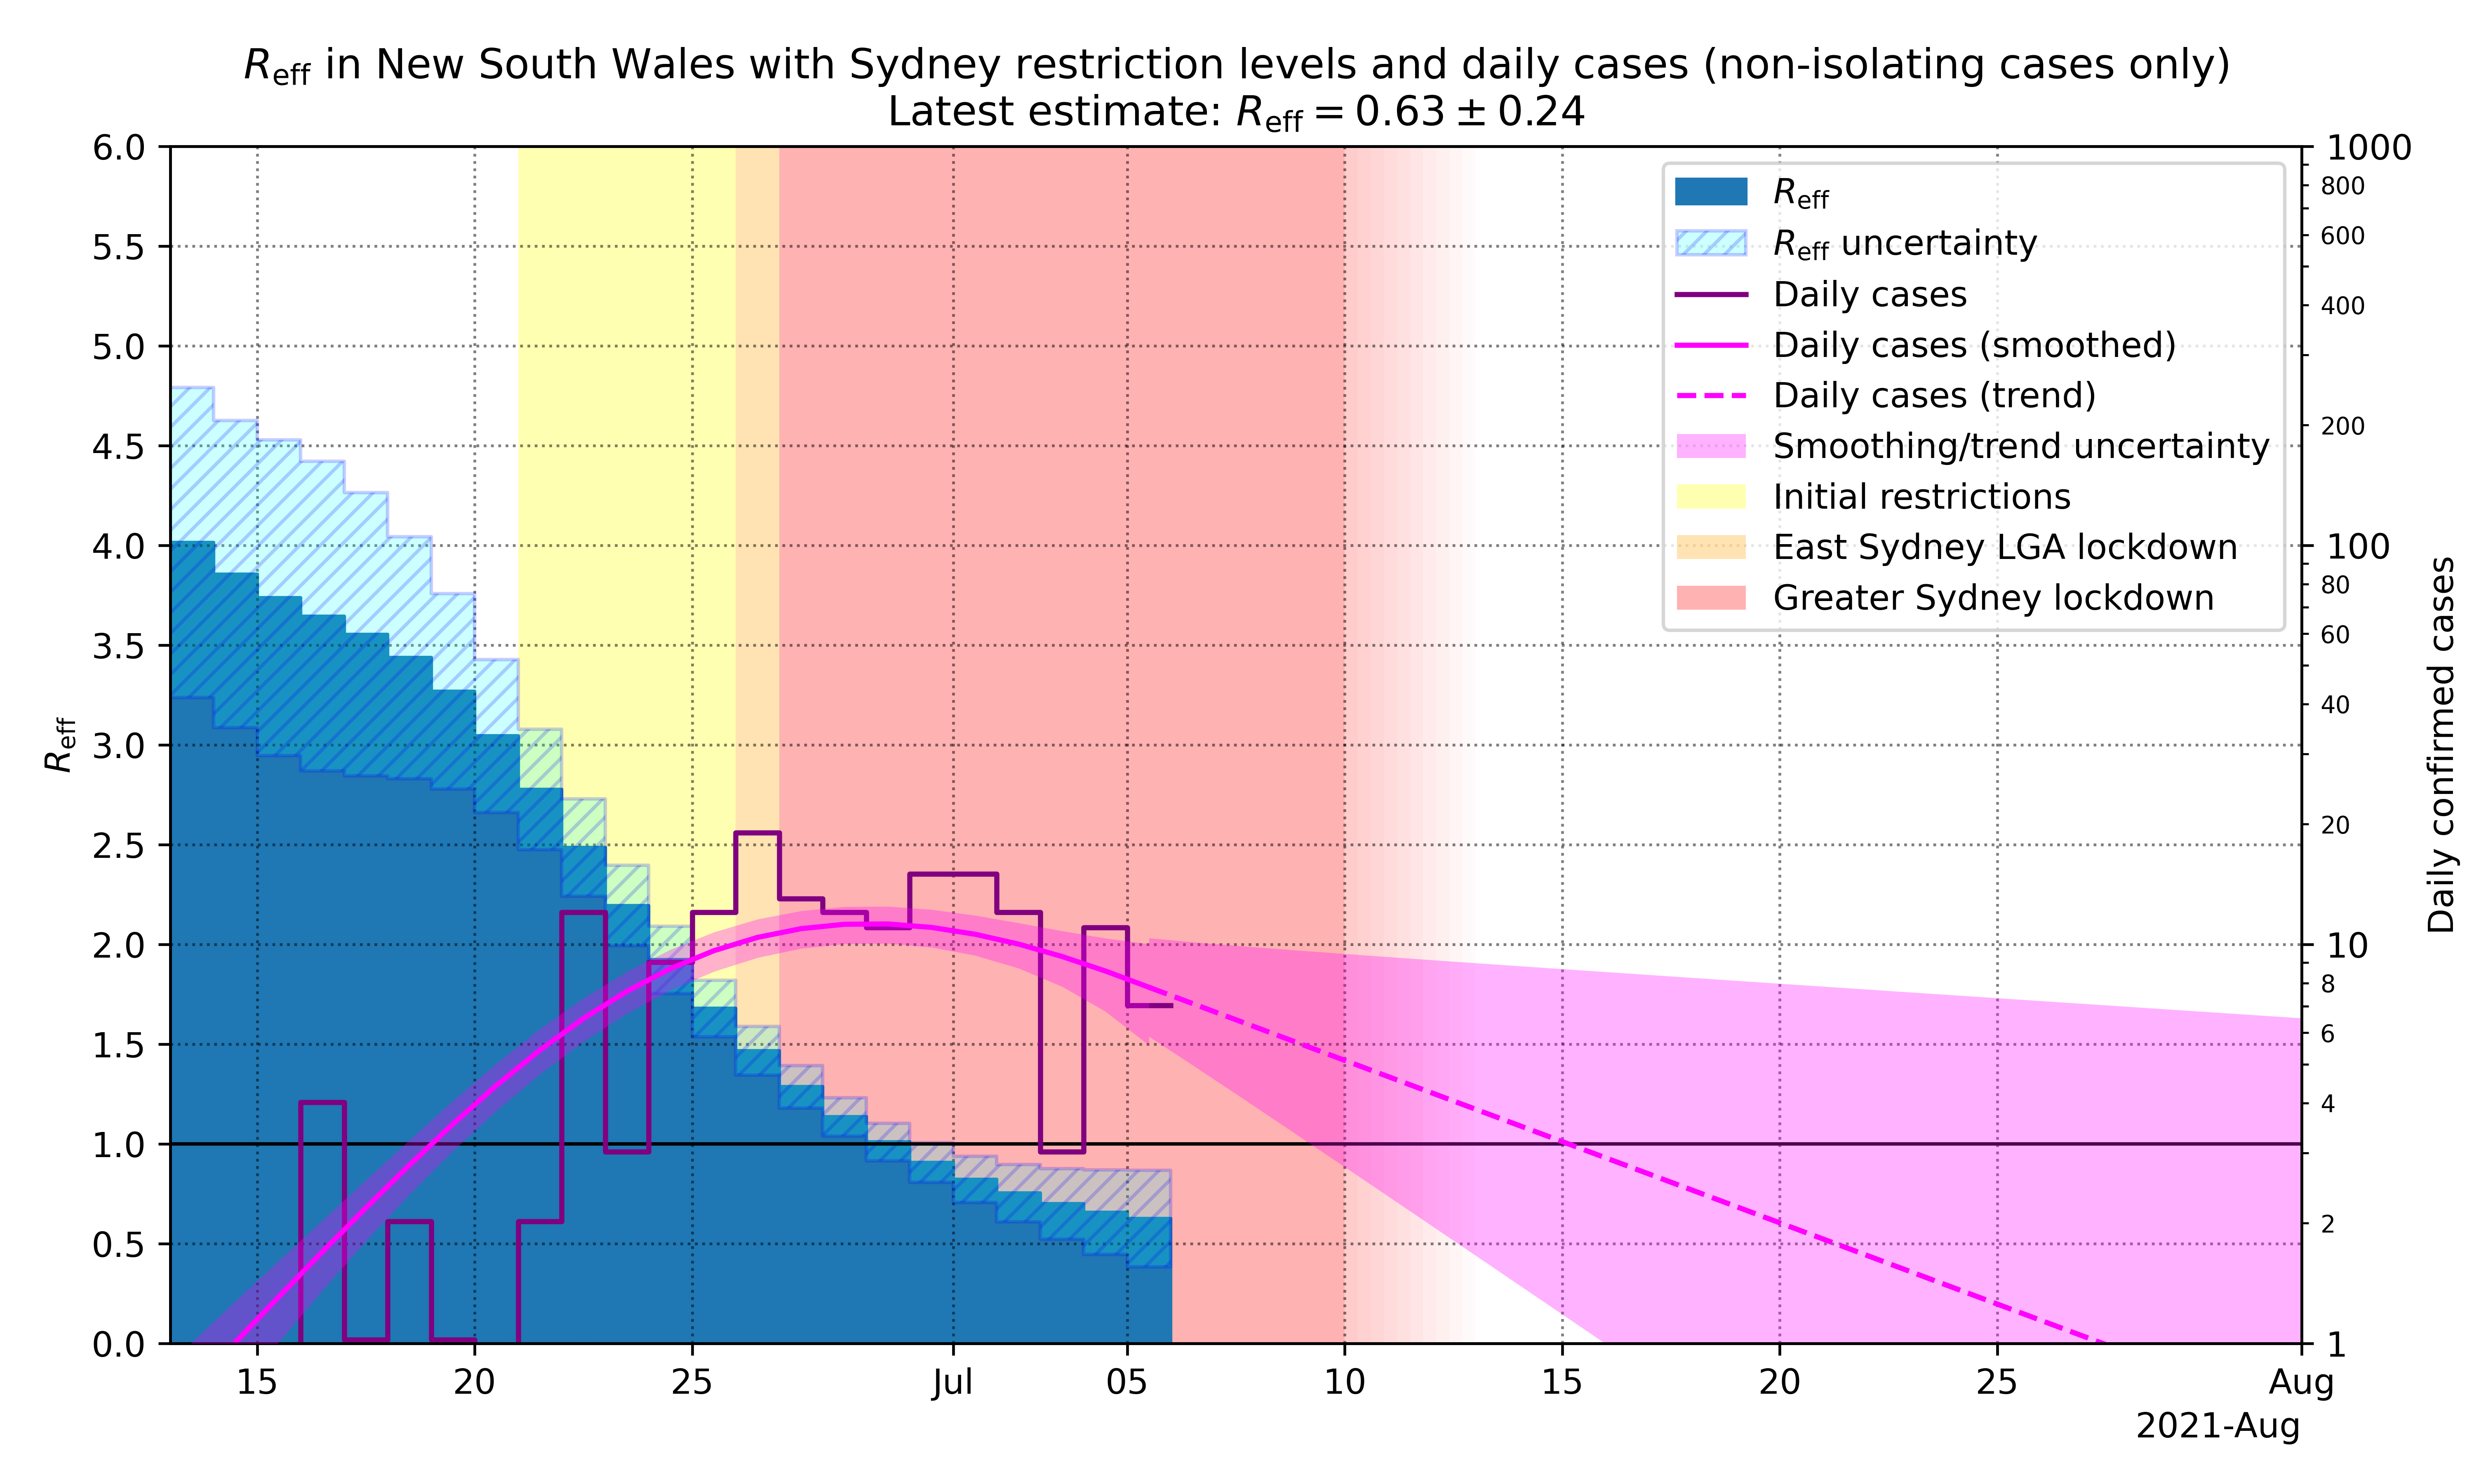 R_eff in New South Wales with Sydney restriction levels and daily cases (non-isolating cases only)
Latest estimate: R_eff = 0.63 ± 0.24
6.0
5.5
5.0
4.5
4.0
3.5
3.0
2.5
2.0
1.5
1.0
0.5
0.0
R_eff
R_eff
R_eff uncertainty
Daily cases
Daily cases (smoothed)
Daily cases (trend)
Smoothing/trend uncertainty
Initial restrictions
East Sydney LGA lockdown
Greater Sydney lockdown
1000
800
600
400
200
100
80
60
40
20
10
8
6
4
2
1
Daily confirmed cases
15 20 25 Jul 05 10 15 20 25 Aug
2021-Aug